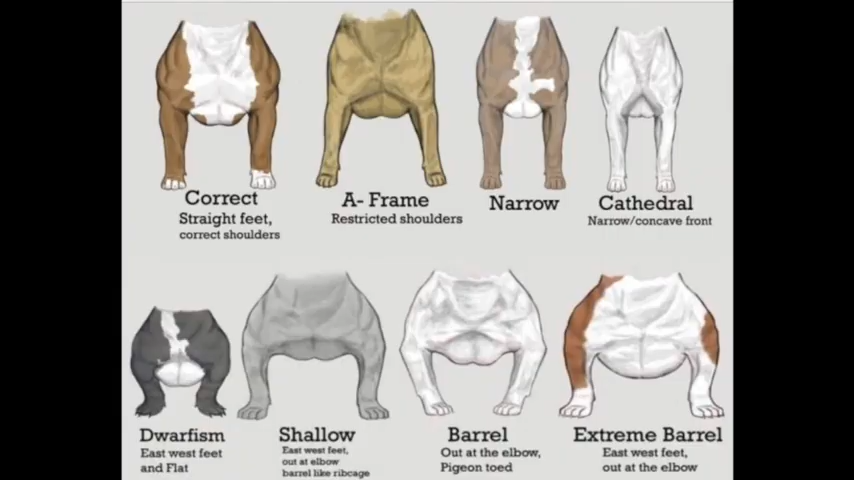 Correct
Straight feet,
correct shoulders
A- Frame
Restricted shoulders
Narrow
Cathedral
Narrow/concave front
Dwarfism
East west feet
and Flat
Shallow
East west feet,
out at elbow
barrel like ribcage
Barrel
Out at the elbow,
Pigeon toed
Extreme Barrel
East west feet,
out at the elbow